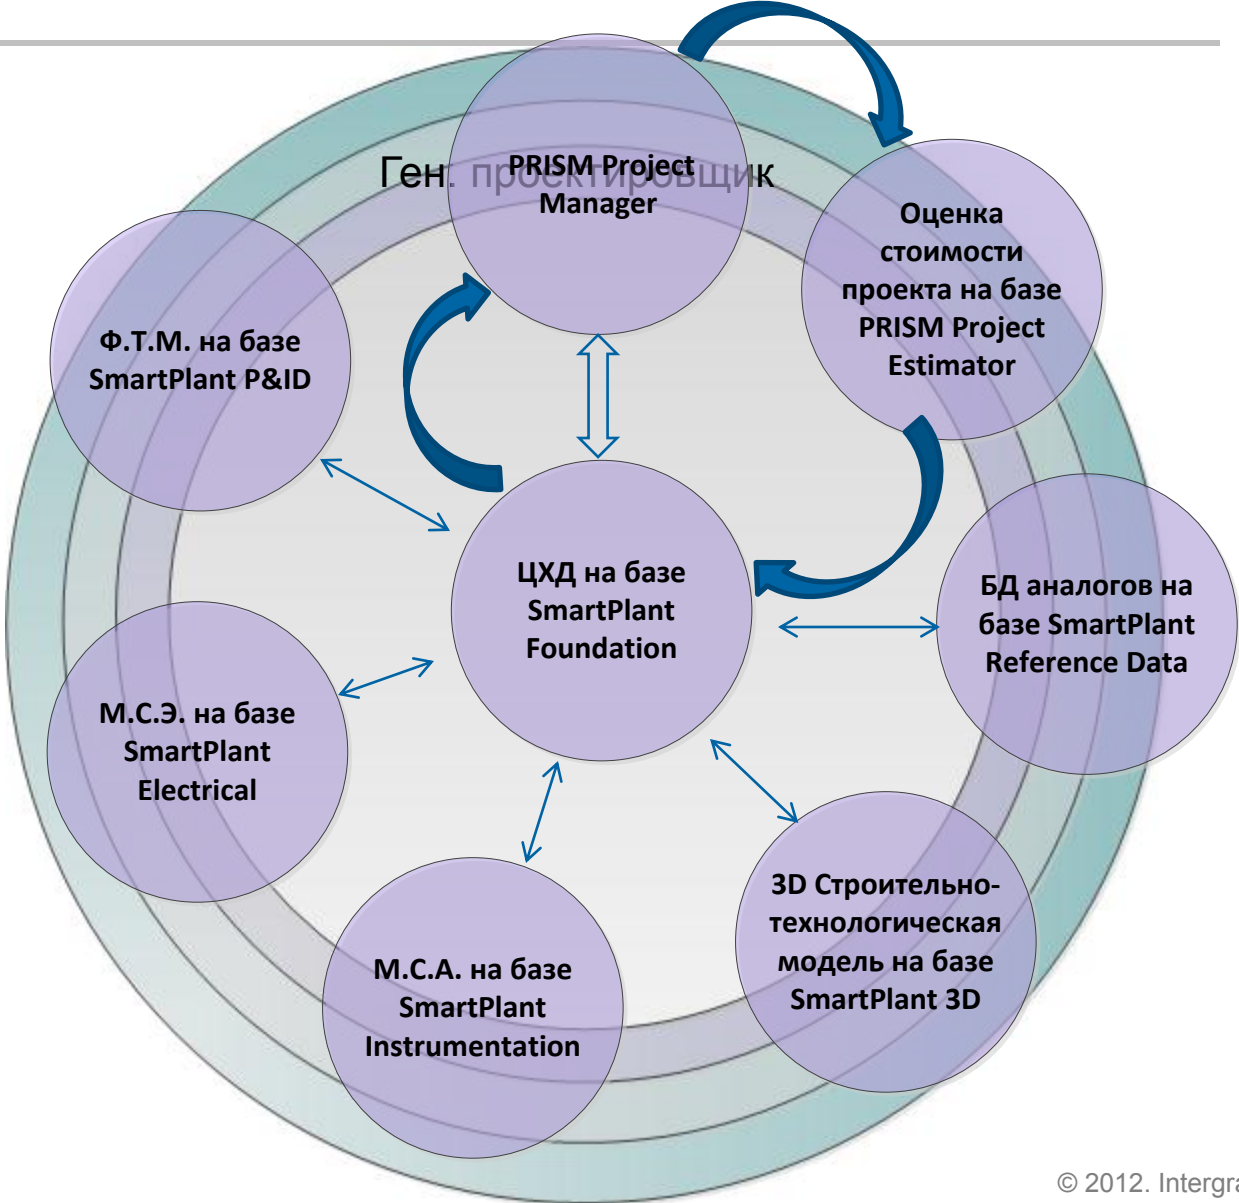 Ген. проектировщик
PRISM Project
Manager
Оценка
стоимости
проекта на базе
PRISM Project
Estimator
Ф.Т.М. на базе
SmartPlant P&ID
ЦХД на базе
SmartPlant
Foundation
БД аналогов на
базе SmartPlant
Reference Data
М.С.Э. на базе
SmartPlant
Electrical
3D Строительно-
технологическая
модель на базе
SmartPlant 3D
М.С.А. на базе
SmartPlant
Instrumentation
© 2012. Intergra